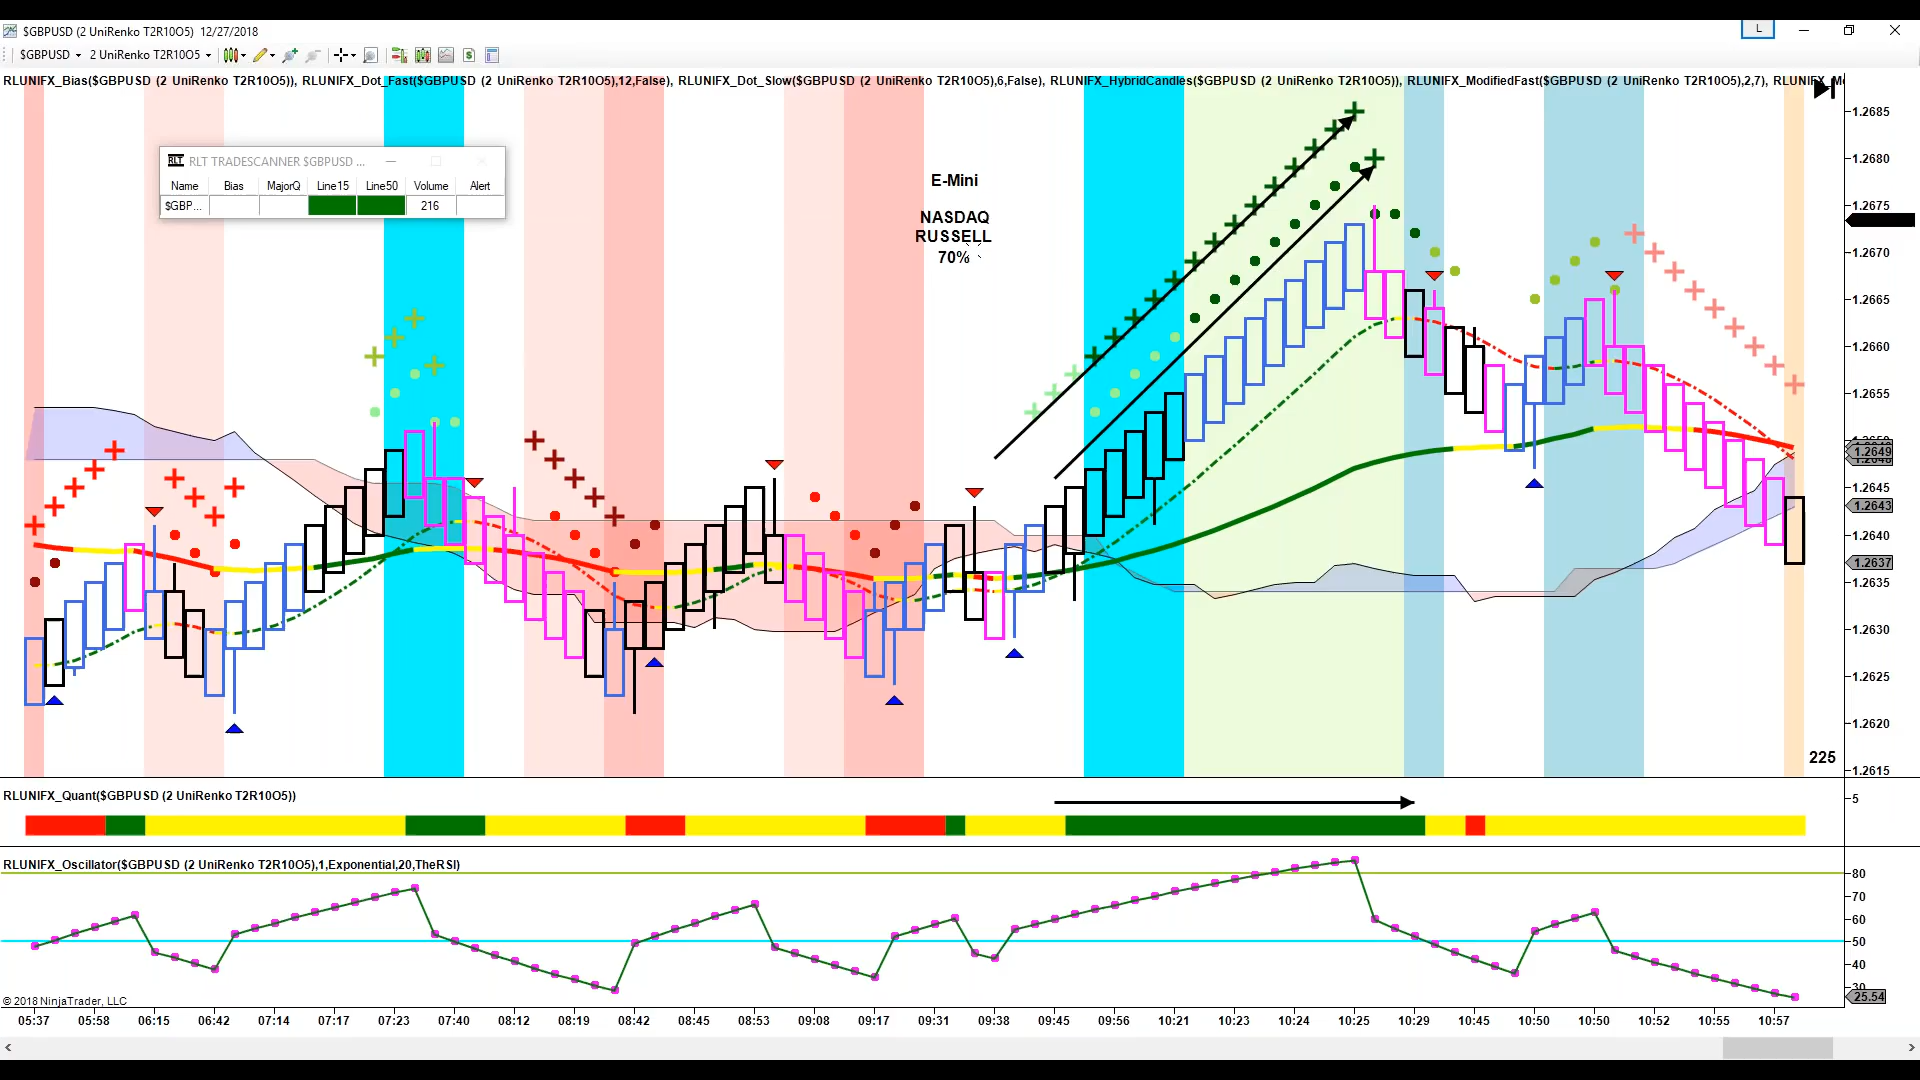 $GBPUSD (2 UniRenko T2R10O5)  12/27/2018
L
$GBPUSD  2 UniRenko T2R10O5
RLUNIFX_Bias($GBPUSD (2 UniRenko T2R10O5)), RLUNIFX_Dot_Fast($GBPUSD (2 UniRenko T2R10O5),12,False), RLUNIFX_Dot_Slow($GBPUSD (2 UniRenko T2R10O5),6,False), RLUNIFX_HybridCandles($GBPUSD (2 UniRenko T2R10O5)), RLUNIFX_ModifiedFast($GBPUSD (2 UniRenko T2R10O5),2,7),
RLT RLT TRADESCANNER $GBPUSD ...
Name Bias MajorQ Line15 Line50 Volume Alert
$GBP... 216
E-Mini
NASDAQ
RUSSELL
70%
1.2685
1.2680
1.2675
1.2670
1.2665
1.2660
1.2655
1.2649
1.2645
1.2643
1.2640
1.2637
1.2635
1.2630
1.2625
1.2620
225
1.2615
RLUNIFX_Quant($GBPUSD (2 UniRenko T2R10O5))
5
RLUNIFX_Oscillator($GBPUSD (2 UniRenko T2R10O5),1,Exponential,20,TheRSI)
80
70
60
50
40
30
25.54
© 2018 NinjaTrader, LLC
05:37 05:58 06:15 06:42 07:14 07:17 07:23 07:40 08:12 08:19 08:42 08:45 08:53 09:08 09:17 09:31 09:38 09:45 09:56 10:21 10:23 10:24 10:25 10:29 10:45 10:50 10:50 10:52 10:55 10:57